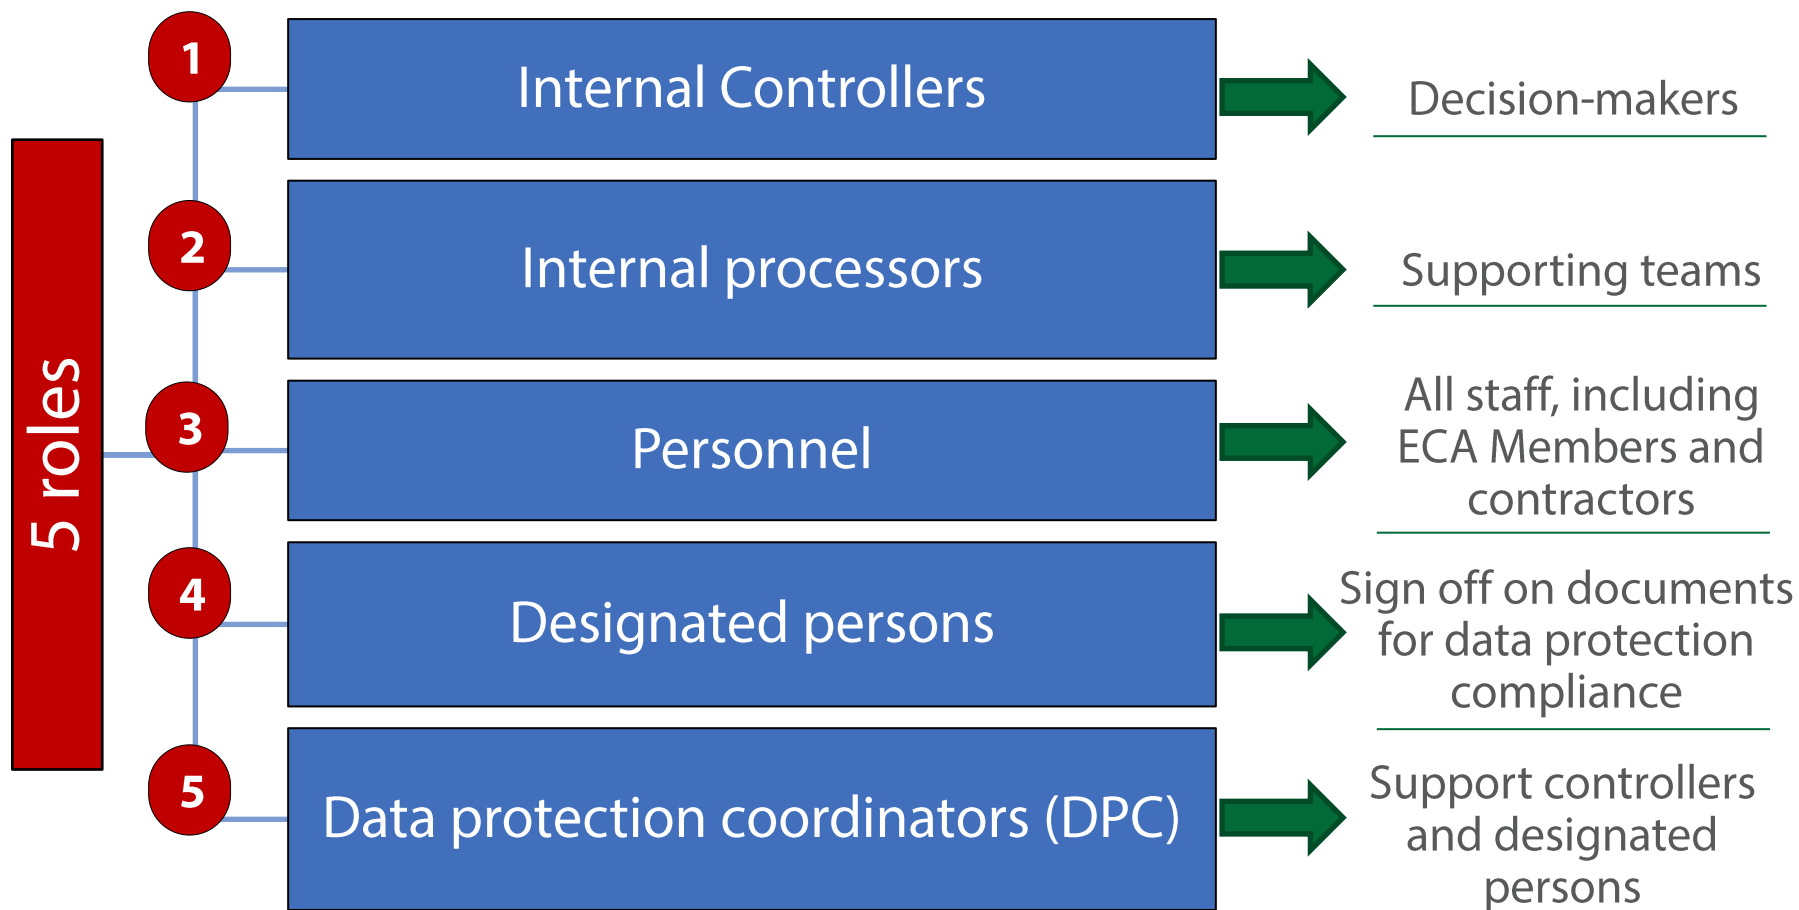 5 roles
1
Internal Controllers
Decision-makers
2
Internal processors
Supporting teams
3
Personnel
All staff, including
ECA Members and
contractors
4
Designated persons
Sign off on documents
for data protection
compliance
5
Data protection coordinators (DPC)
Support controllers
and designated
persons